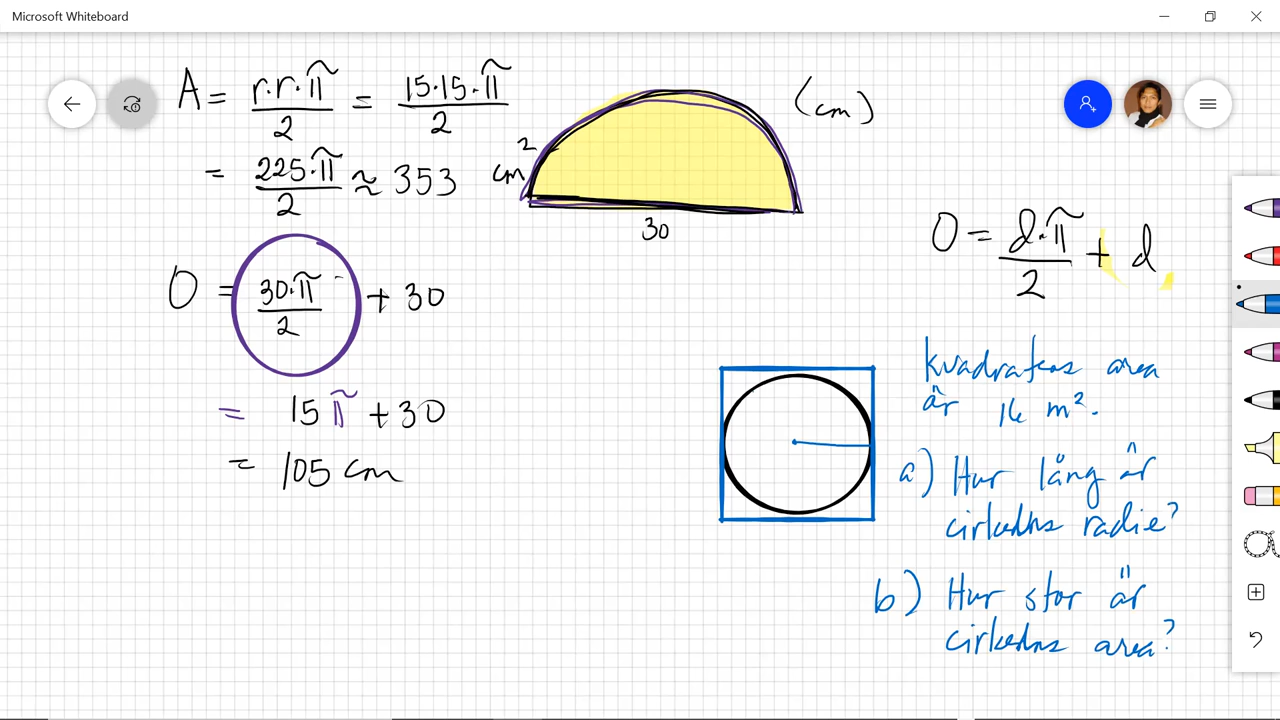 Microsoft Whiteboard
A = r·r·π/2 = 15·15·π/2
= 225·π/2 ≈ 353 cm²
(cm)
30
O = d·π/2 + d
O = 30·π/2 + 30
= 15π + 30
= 105 cm
kvadratens area
är 16 m².
a) Hur lång är
cirkelns radie?
b) Hur stor är
cirkelns area?